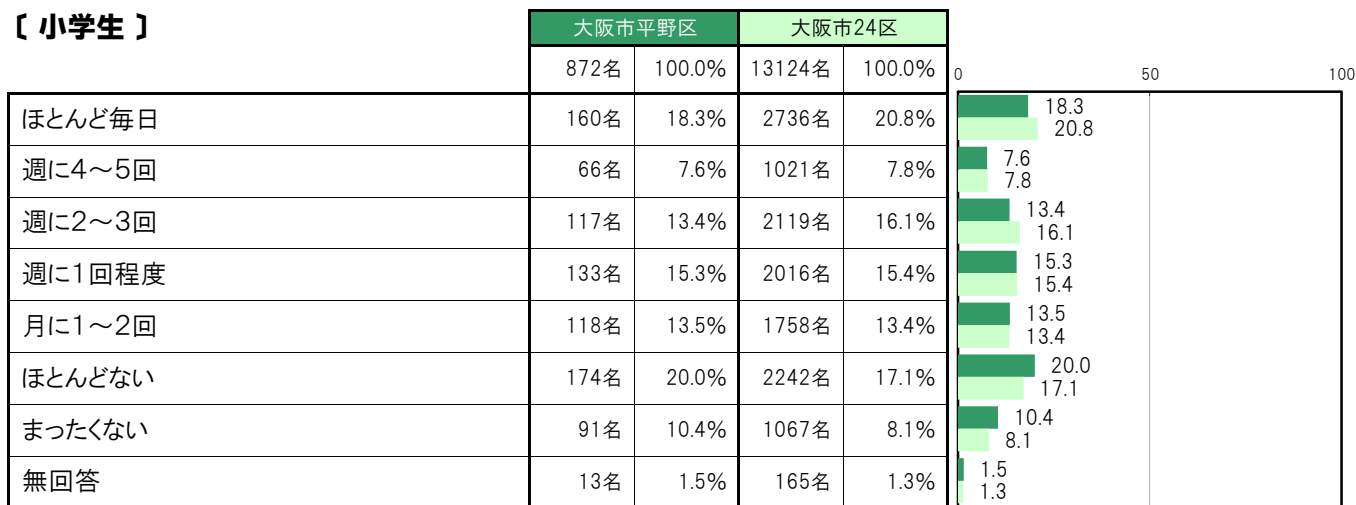 〔 小学生 〕
大阪市平野区 大阪市24区
872名 100.0% 13124名 100.0% 0 50 100
ほとんど毎日 160名 18.3% 2736名 20.8% 18.3
20.8
週に4～5回 66名 7.6% 1021名 7.8% 7.6
7.8
週に2～3回 117名 13.4% 2119名 16.1% 13.4
16.1
週に1回程度 133名 15.3% 2016名 15.4% 15.3
15.4
月に1～2回 118名 13.5% 1758名 13.4% 13.5
13.4
ほとんどない 174名 20.0% 2242名 17.1% 20.0
17.1
まったくない 91名 10.4% 1067名 8.1% 10.4
8.1
無回答 13名 1.5% 165名 1.3% 1.5
1.3